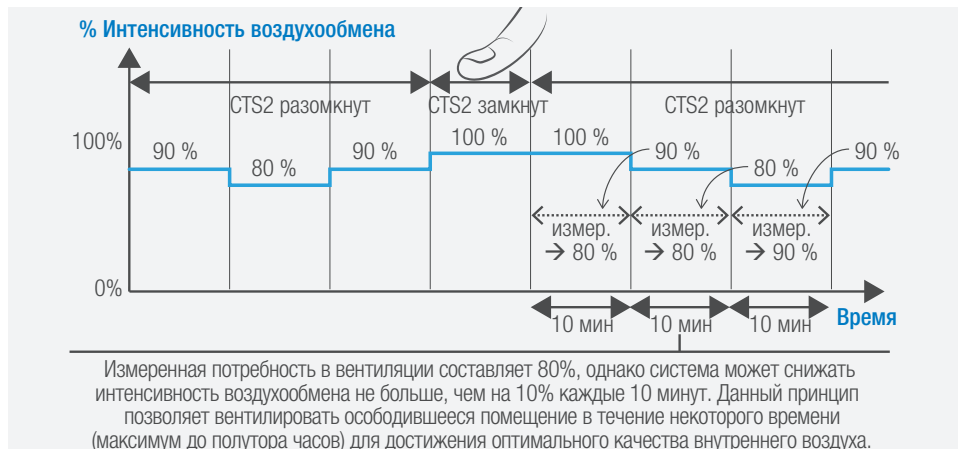 % Интенсивность воздухообмена
CTS2 разомкнут
CTS2 замкнут
CTS2 разомкнут
100%
90 %
80 %
90 %
100 %
100 %
90 %
80 %
90 %
измер.
→ 80 %
измер.
→ 80 %
измер.
→ 90 %
0%
10 мин
10 мин
10 мин
Время
Измеренная потребность в вентиляции составляет 80%, однако система может снижать
интенсивность воздухообмена не больше, чем на 10% каждые 10 минут. Данный принцип
позволяет вентилировать осободившееся помещение в течение некоторого времени
(максимум до полутора часов) для достижения оптимального качества внутреннего воздуха.